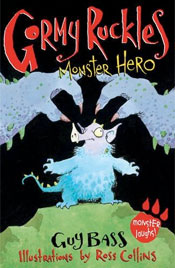 GORMY RUCKLES
MONSTER HERO
monster
laughs!
GUY BASS
Illustrations by ROSS COLLINS